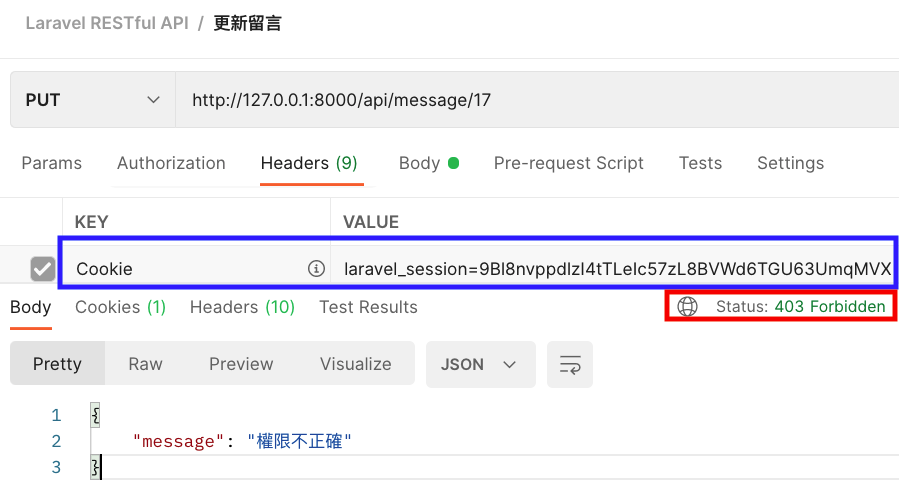 Laravel RESTful API / 更新留言
PUT http://127.0.0.1:8000/api/message/17
Params Authorization Headers (9) Body Pre-request Script Tests Settings
KEY VALUE
Cookie laravel_session=9Bl8nvppdIzI4tTLeIc57zL8BVWd6TGU63UmqMVX
Body Cookies (1) Headers (10) Test Results Status: 403 Forbidden
Pretty Raw Preview Visualize JSON
1 {
2 "message": "權限不正確"
3 }